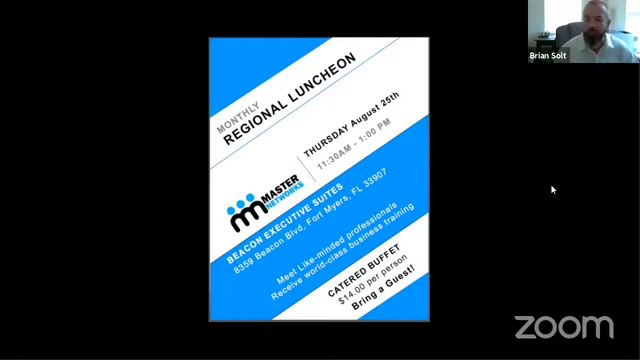 Brian Solt
MONTHLY
REGIONAL LUNCHEON
THURSDAY August 25th
11:30AM - 1:00 PM
MASTER
NETWORKS
BEACON EXECUTIVE SUITES
8359 Beacon Blvd, Fort Myers, FL 33907
Meet Like-minded professionals
Receive world-class business training
CATERED BUFFET
$14.00 per person
Bring a Guest!
zoom